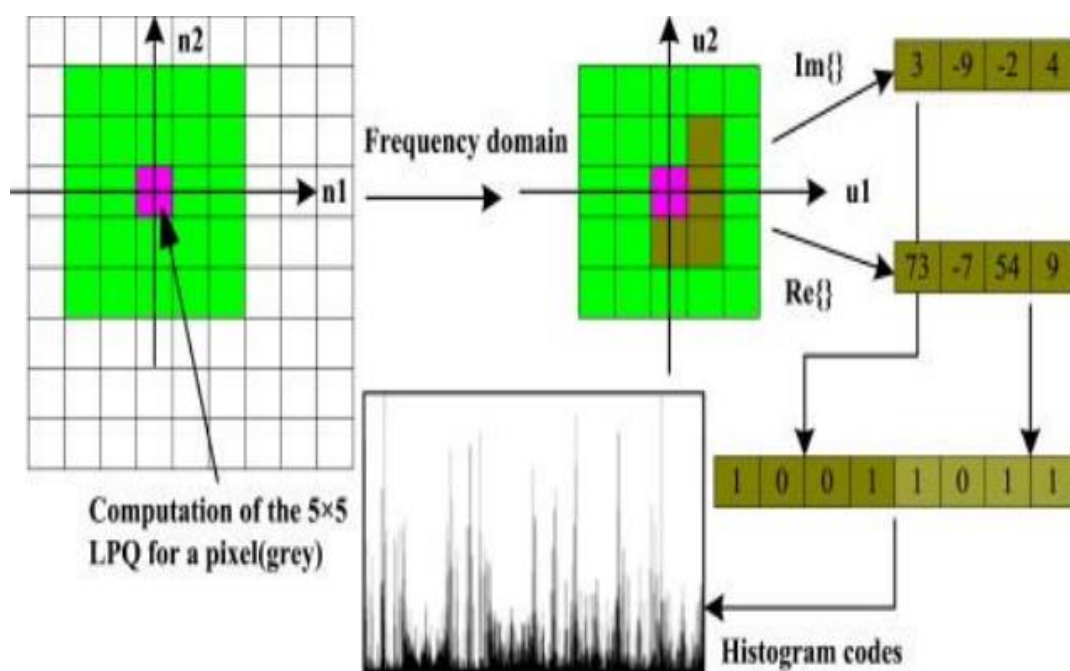 n2
n1
Frequency domain
u2
u1
Im{}
3 -9 -2 4
Re{}
73 -7 54 9
1 0 0 1 1 0 1 1
Computation of the 5×5
LPQ for a pixel(grey)
Histogram codes